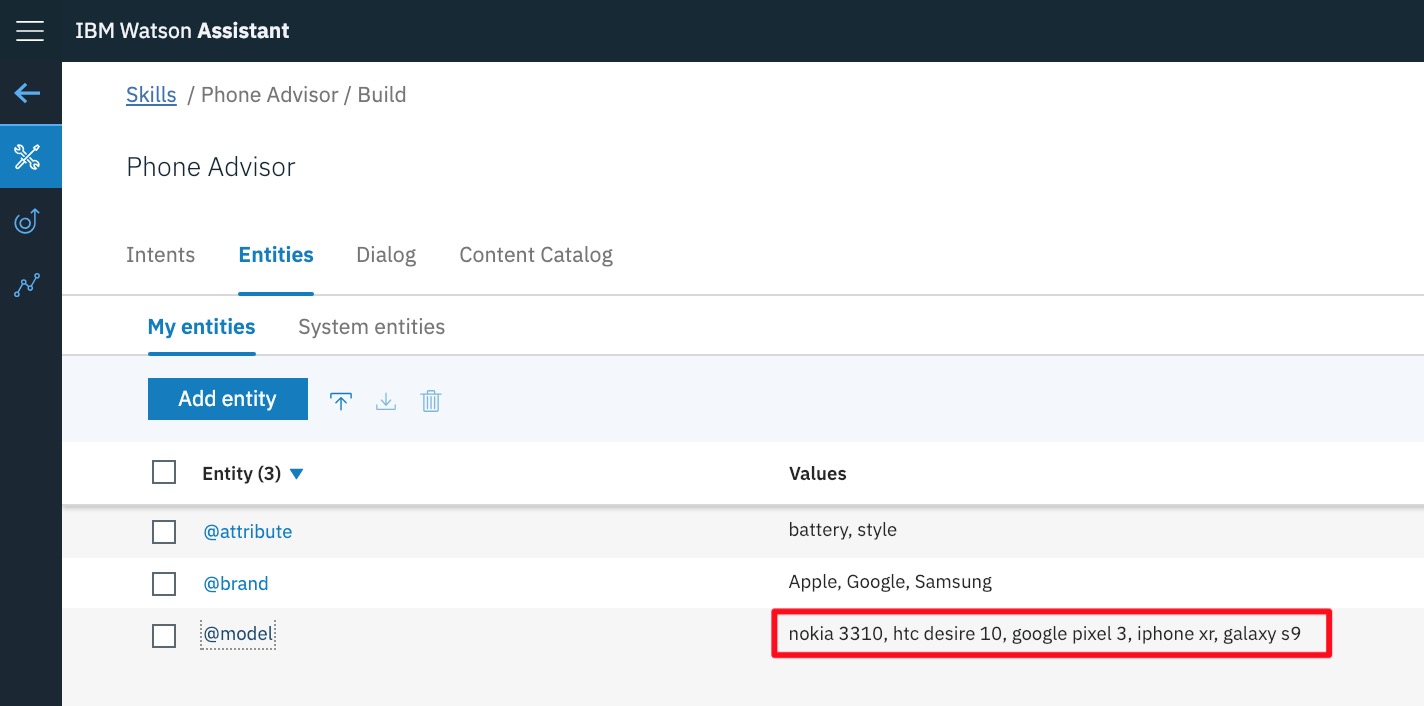 IBM Watson Assistant
Skills / Phone Advisor / Build
Phone Advisor
Intents Entities Dialog Content Catalog
My entities System entities
Add entity
Entity (3) Values
@attribute battery, style
@brand Apple, Google, Samsung
@model nokia 3310, htc desire 10, google pixel 3, iphone xr, galaxy s9